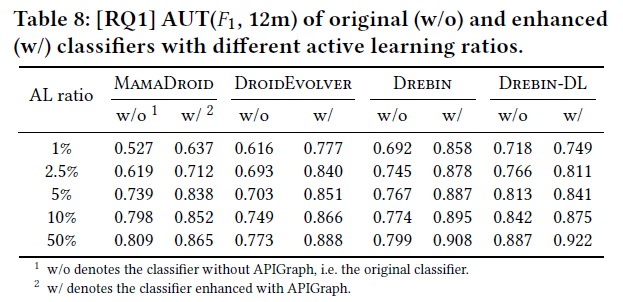 Table 8: [RQ1] AUT(F1, 12m) of original (w/o) and enhanced
(w/) classifiers with different active learning ratios.
AL ratio MAMADROID DROIDEVOLVER DREBIN DREBIN-DL
w/o 1 w/ 2 w/o w/ w/o w/ w/o w/
1% 0.527 0.637 0.616 0.777 0.692 0.858 0.718 0.749
2.5% 0.619 0.712 0.693 0.840 0.745 0.878 0.766 0.811
5% 0.739 0.838 0.703 0.851 0.767 0.887 0.813 0.841
10% 0.798 0.852 0.749 0.866 0.774 0.895 0.842 0.875
50% 0.809 0.865 0.773 0.888 0.799 0.908 0.887 0.922
1 w/o denotes the classifier without APIGraph, i.e. the original classifier.
2 w/ denotes the classifier enhanced with APIGraph.